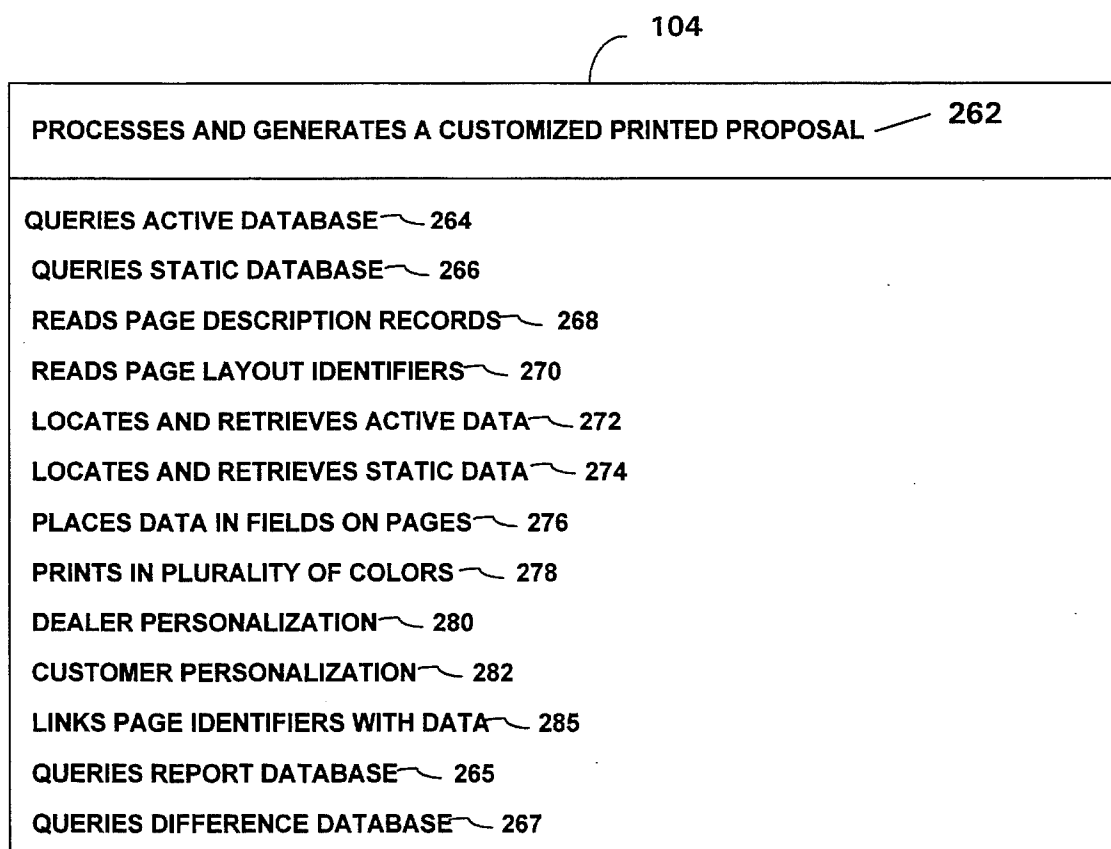 104
PROCESSES AND GENERATES A CUSTOMIZED PRINTED PROPOSAL 262
QUERIES ACTIVE DATABASE 264
QUERIES STATIC DATABASE 266
READS PAGE DESCRIPTION RECORDS 268
READS PAGE LAYOUT IDENTIFIERS 270
LOCATES AND RETRIEVES ACTIVE DATA 272
LOCATES AND RETRIEVES STATIC DATA 274
PLACES DATA IN FIELDS ON PAGES 276
PRINTS IN PLURALITY OF COLORS 278
DEALER PERSONALIZATION 280
CUSTOMER PERSONALIZATION 282
LINKS PAGE IDENTIFIERS WITH DATA 285
QUERIES REPORT DATABASE 265
QUERIES DIFFERENCE DATABASE 267